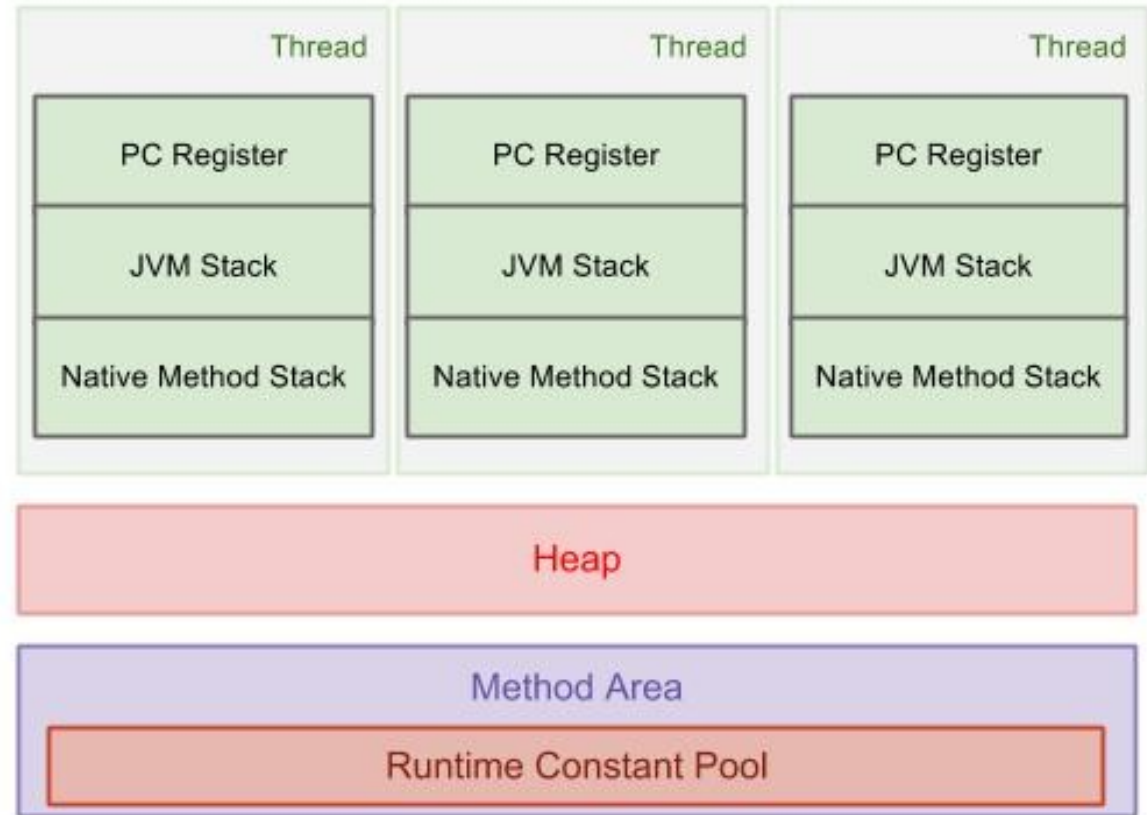 Thread
PC Register
JVM Stack
Native Method Stack
Thread
PC Register
JVM Stack
Native Method Stack
Thread
PC Register
JVM Stack
Native Method Stack
Heap
Method Area
Runtime Constant Pool